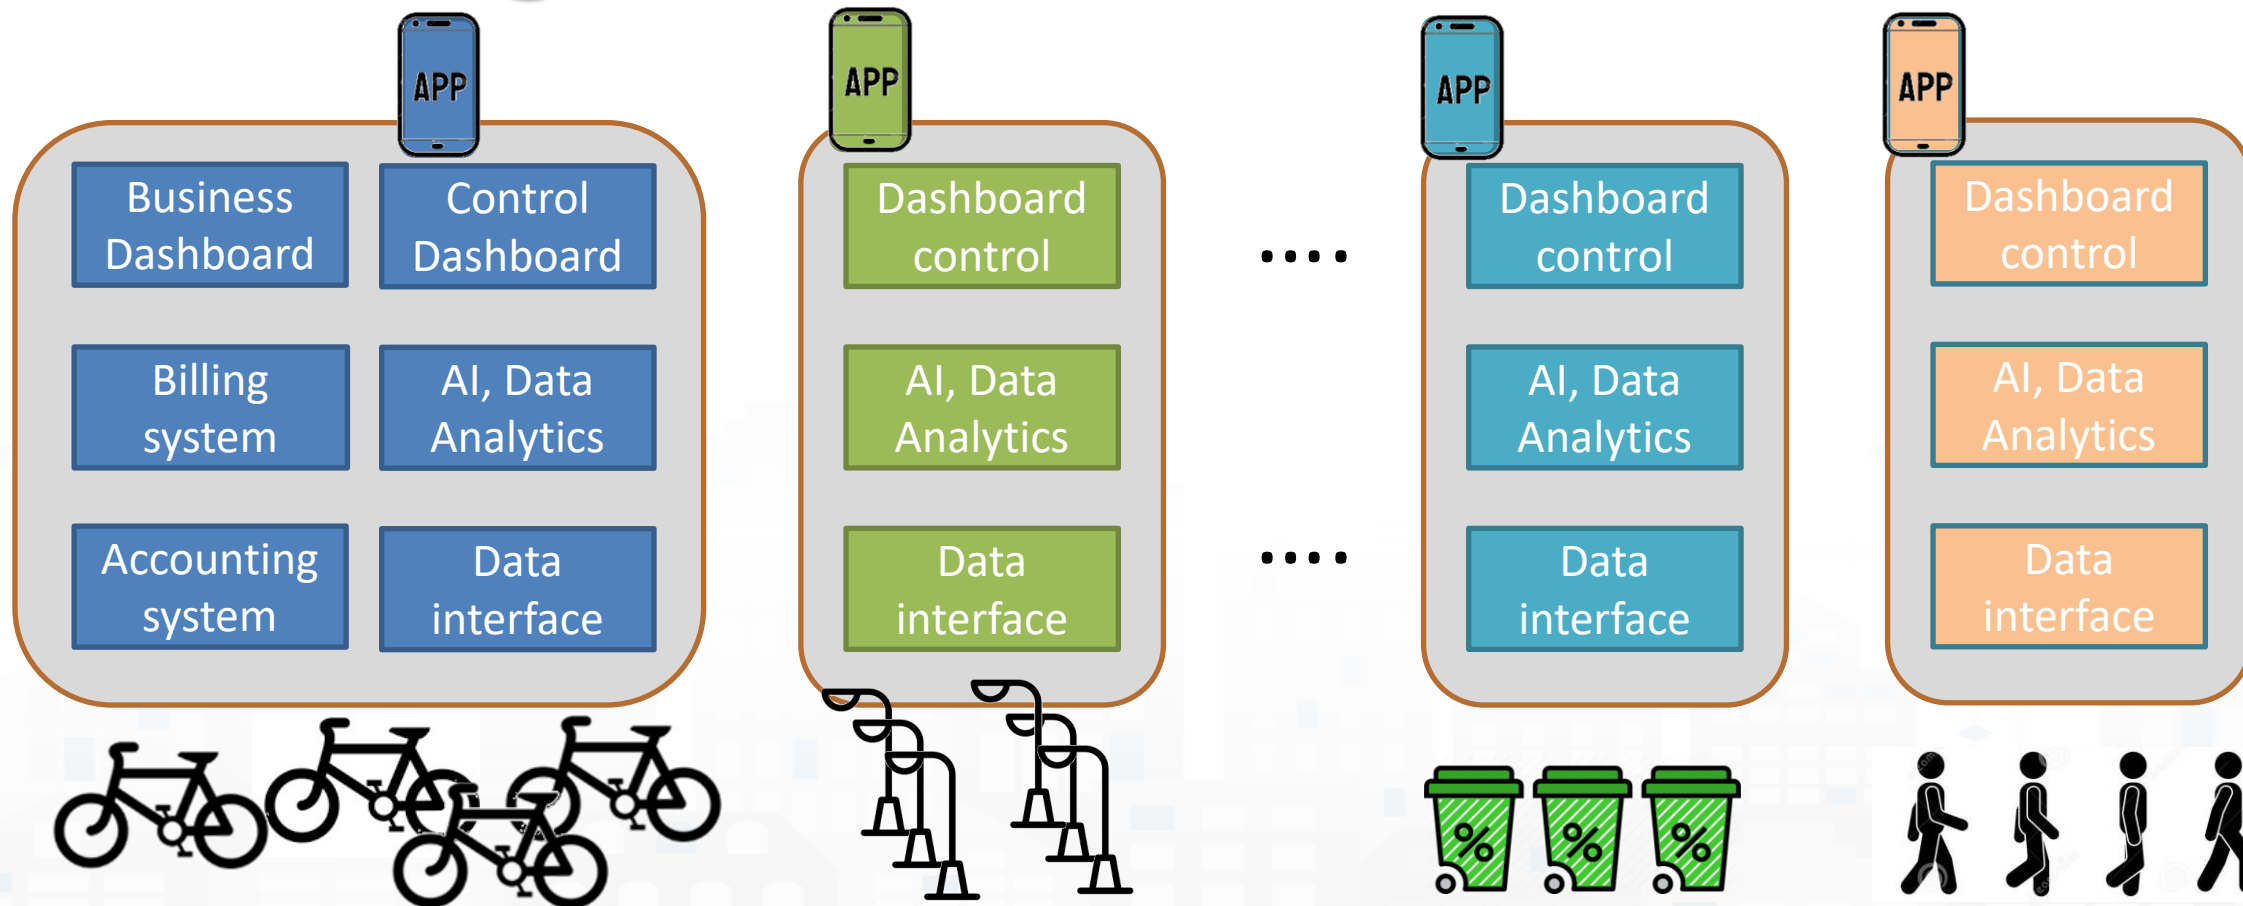 APP
APP
APP
APP
Business
Dashboard
Control
Dashboard
Dashboard
control
....
Dashboard
control
Dashboard
control
Billing
system
AI, Data
Analytics
AI, Data
Analytics
AI, Data
Analytics
AI, Data
Analytics
Accounting
system
Data
interface
Data
interface
....
Data
interface
Data
interface
%
%
%